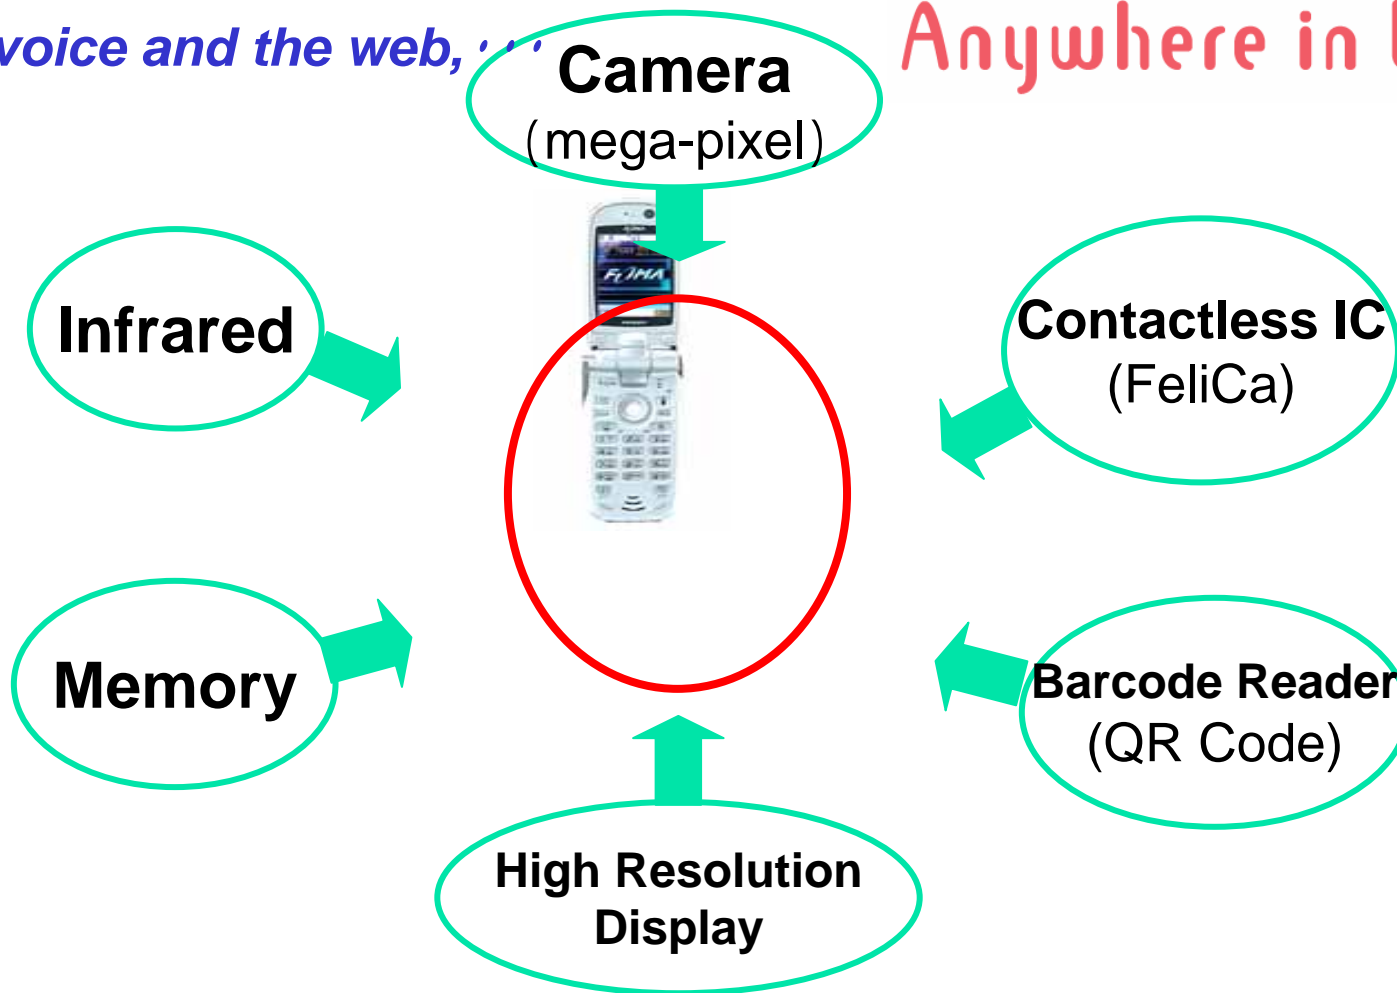 voice and the web, ･･･
Anywhere in
Camera
(mega-pixel)
FOMA
Infrared
Contactless IC
(FeliCa)
Memory
Barcode Reader
(QR Code)
High Resolution
Display